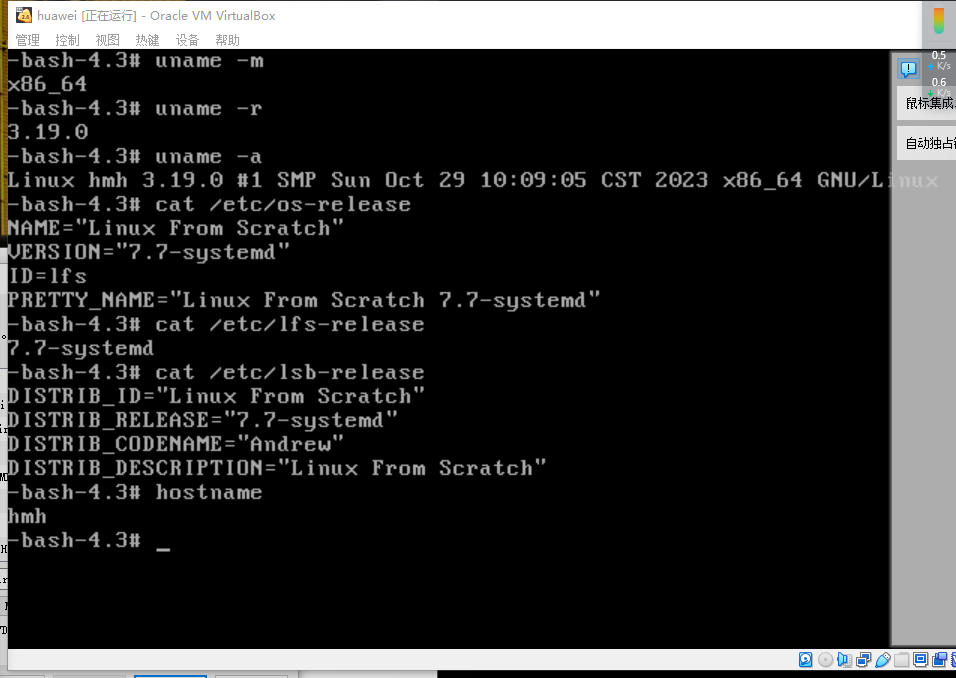 huawei [正在运行] - Oracle VM VirtualBox
管理 控制 视图 热键 设备 帮助
-bash-4.3# uname -m
x86_64
-bash-4.3# uname -r
3.19.0
-bash-4.3# uname -a
Linux hmh 3.19.0 #1 SMP Sun Oct 29 10:09:05 CST 2023 x86_64 GNU/Linux
-bash-4.3# cat /etc/os-release
NAME="Linux From Scratch"
VERSION="7.7-systemd"
ID=lfs
PRETTY_NAME="Linux From Scratch 7.7-systemd"
-bash-4.3# cat /etc/lfs-release
7.7-systemd
-bash-4.3# cat /etc/lsb-release
DISTRIB_ID="Linux From Scratch"
DISTRIB_RELEASE="7.7-systemd"
DISTRIB_CODENAME="Andrew"
DISTRIB_DESCRIPTION="Linux From Scratch"
-bash-4.3# hostname
hmh
-bash-4.3# _
0.5
K/s
0.6
K/s
鼠标集成.
自动独占